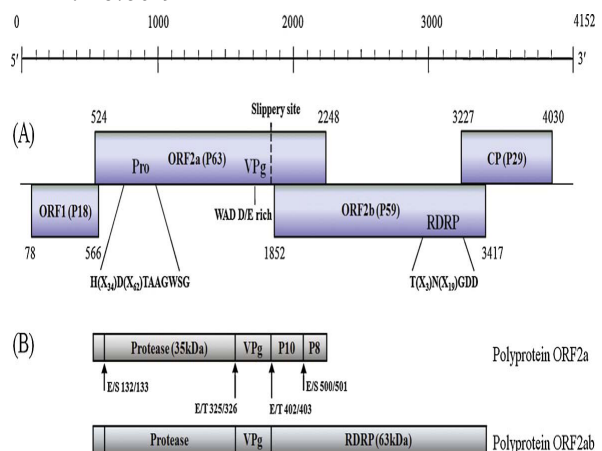 0 1000 2000 3000 4152
5' 3'
Slippery site
(A) 524 2248 3227 4030
ORF2a (P63) CP (P29)
Pro VPg
ORF1 (P18) WAD D/E rich ORF2b (P59) RDRP
78 566 1852 3417
H(X34)D(X62)TAAGWSG T(X3)N(X19)GDD
(B)
Protease (35kDa) VPg P10 P8 Polyprotein ORF2a
E/S 132/133 E/S 500/501
E/T 325/326 E/T 402/403
Protease VPg RDRP (63kDa) Polyprotein ORF2ab